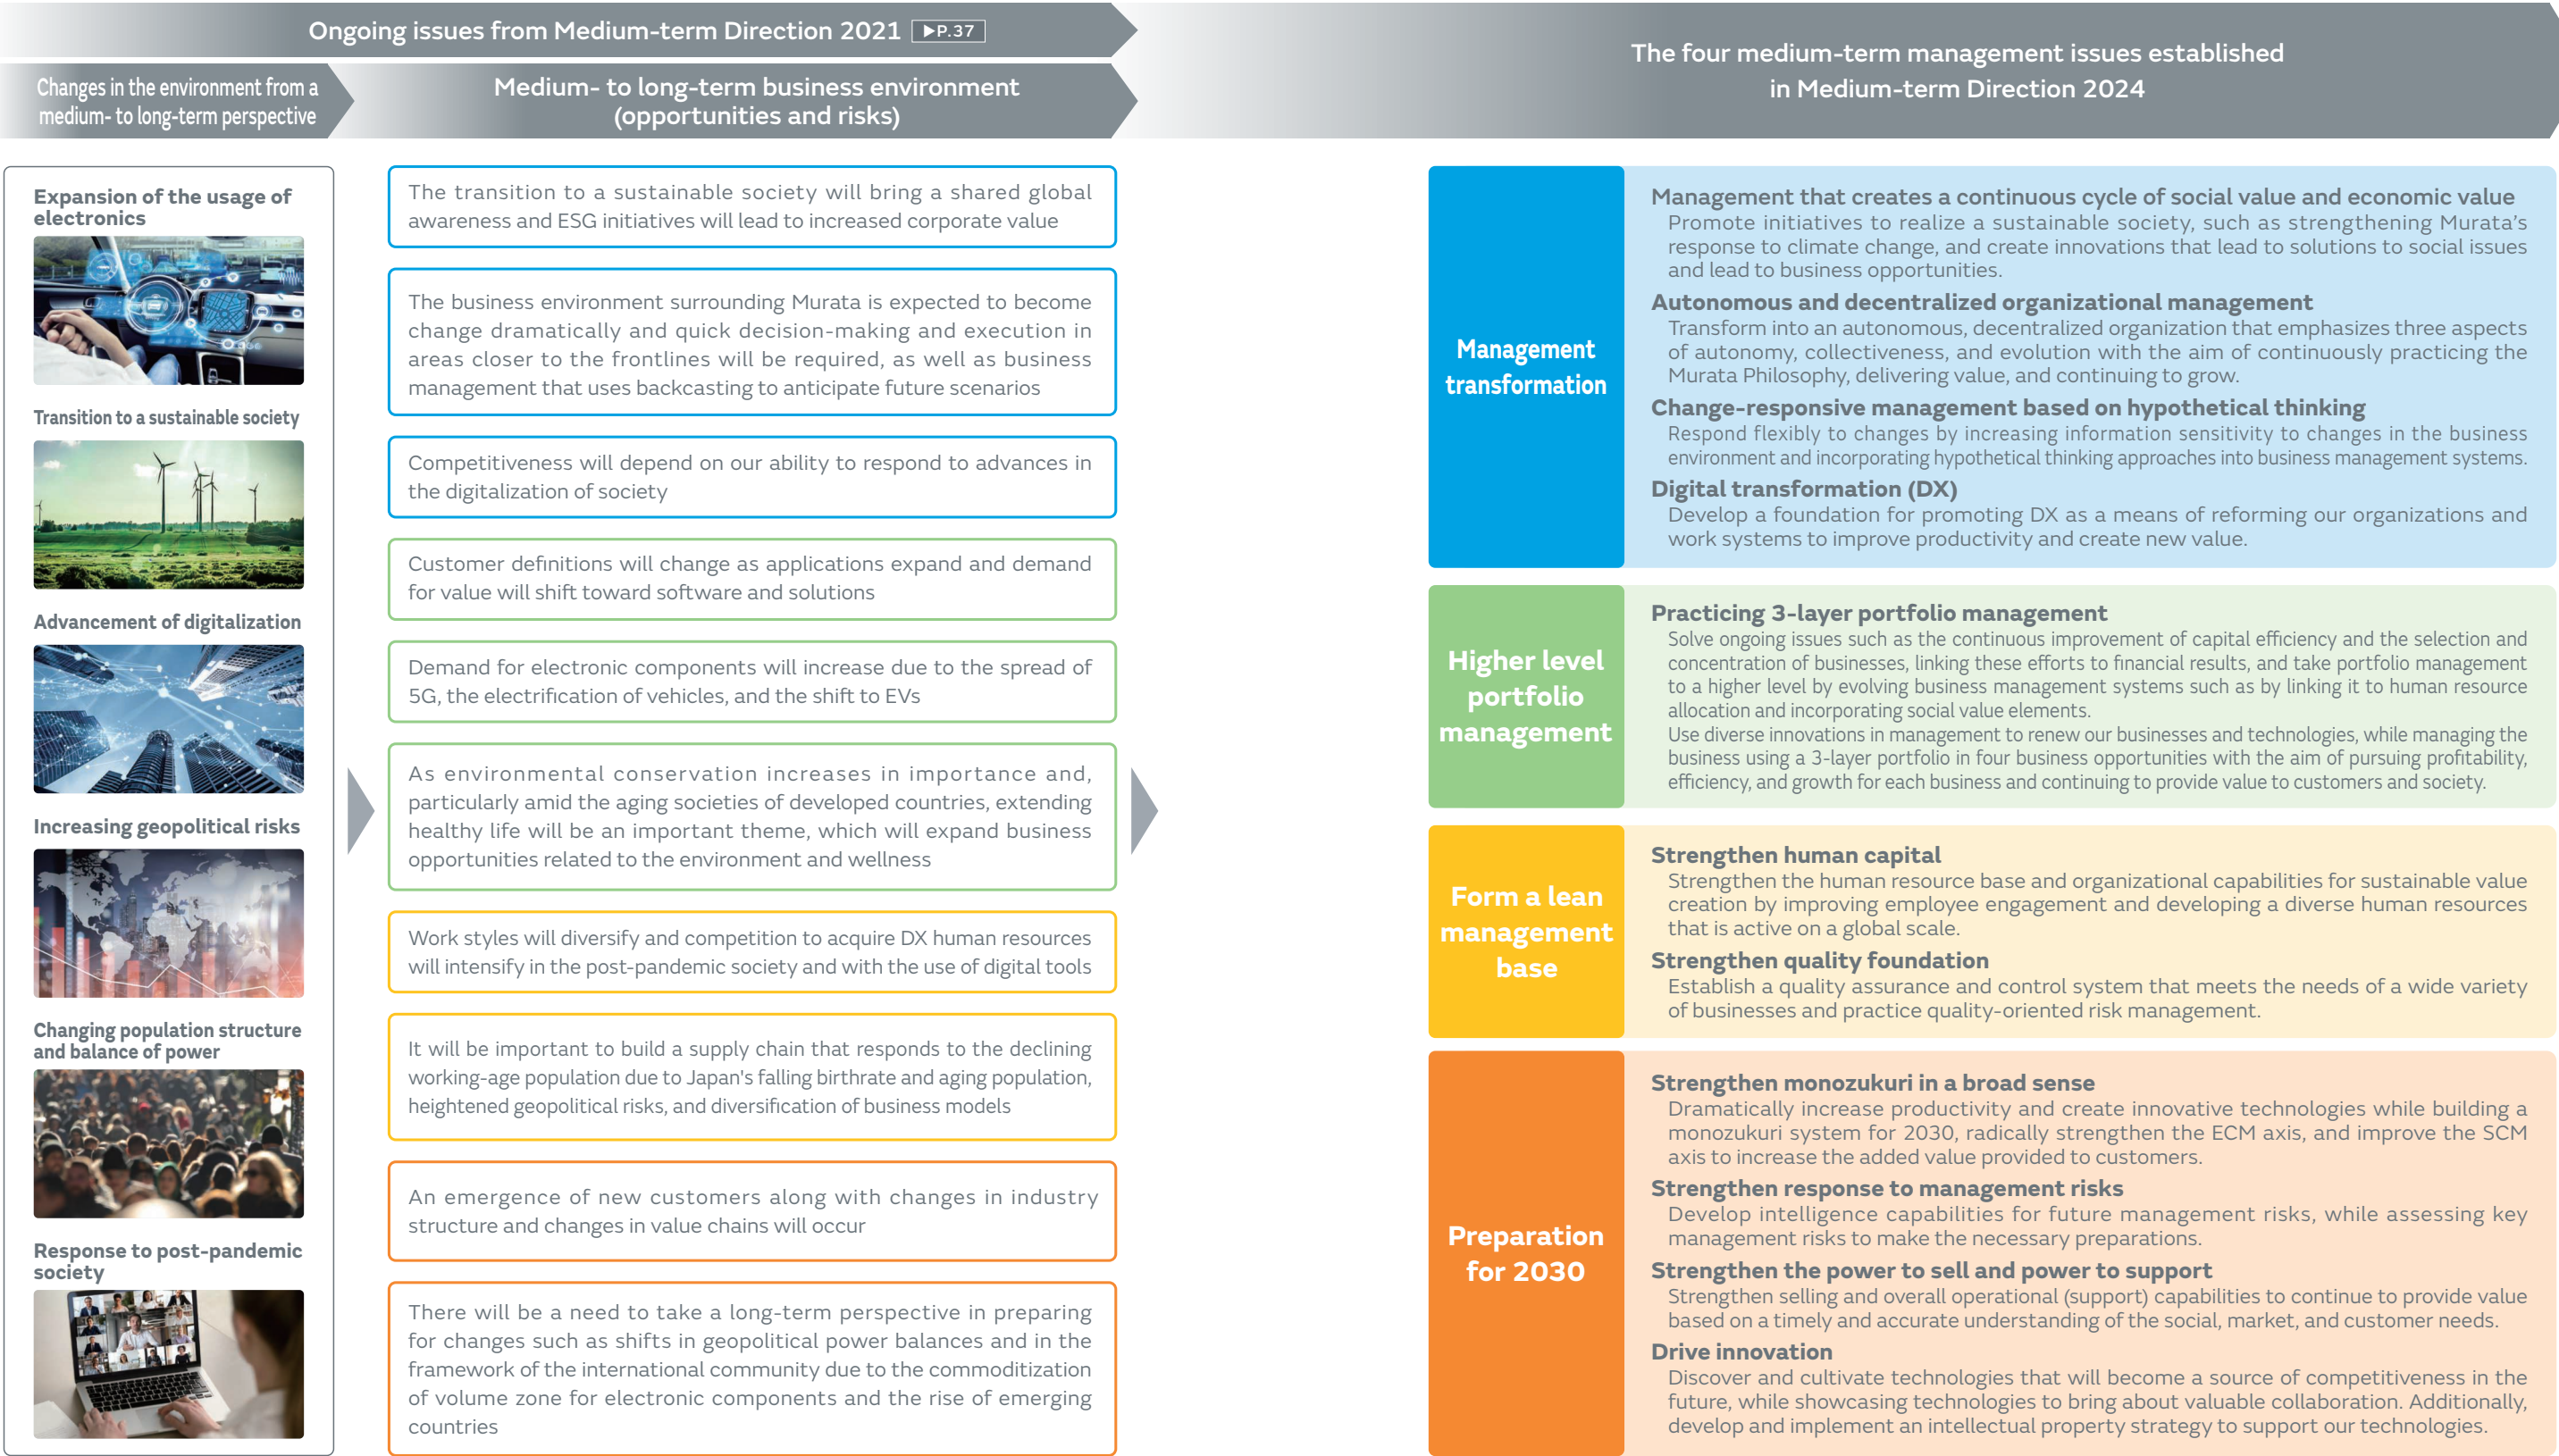 Ongoing issues from Medium-term Direction 2021 ▶P.37
Changes in the environment from a
medium- to long-term perspective
Medium- to long-term business environment
(opportunities and risks)
The four medium-term management issues established
in Medium-term Direction 2024
Expansion of the usage of
electronics
Transition to a sustainable society
Advancement of digitalization
Increasing geopolitical risks
Changing population structure
and balance of power
Response to post-pandemic
society
The transition to a sustainable society will bring a shared global
awareness and ESG initiatives will lead to increased corporate value
The business environment surrounding Murata is expected to become
change dramatically and quick decision-making and execution in
areas closer to the frontlines will be required, as well as business
management that uses backcasting to anticipate future scenarios
Competitiveness will depend on our ability to respond to advances in
the digitalization of society
Customer definitions will change as applications expand and demand
for value will shift toward software and solutions
Demand for electronic components will increase due to the spread of
5G, the electrification of vehicles, and the shift to EVs
As environmental conservation increases in importance and,
particularly amid the aging societies of developed countries, extending
healthy life will be an important theme, which will expand business
opportunities related to the environment and wellness
Work styles will diversify and competition to acquire DX human resources
will intensify in the post-pandemic society and with the use of digital tools
It will be important to build a supply chain that responds to the declining
working-age population due to Japan's falling birthrate and aging population,
heightened geopolitical risks, and diversification of business models
An emergence of new customers along with changes in industry
structure and changes in value chains will occur
There will be a need to take a long-term perspective in preparing
for changes such as shifts in geopolitical power balances and in the
framework of the international community due to the commoditization
of volume zone for electronic components and the rise of emerging
countries
Management
transformation
Management that creates a continuous cycle of social value and economic value
Promote initiatives to realize a sustainable society, such as strengthening Murata’s
response to climate change, and create innovations that lead to solutions to social issues
and lead to business opportunities.
Autonomous and decentralized organizational management
Transform into an autonomous, decentralized organization that emphasizes three aspects
of autonomy, collectiveness, and evolution with the aim of continuously practicing the
Murata Philosophy, delivering value, and continuing to grow.
Change-responsive management based on hypothetical thinking
Respond flexibly to changes by increasing information sensitivity to changes in the business
environment and incorporating hypothetical thinking approaches into business management systems.
Digital transformation (DX)
Develop a foundation for promoting DX as a means of reforming our organizations and
work systems to improve productivity and create new value.
Higher level
portfolio
management
Practicing 3-layer portfolio management
Solve ongoing issues such as the continuous improvement of capital efficiency and the selection and
concentration of businesses, linking these efforts to financial results, and take portfolio management
to a higher level by evolving business management systems such as by linking it to human resource
allocation and incorporating social value elements.
Use diverse innovations in management to renew our businesses and technologies, while managing the
business using a 3-layer portfolio in four business opportunities with the aim of pursuing profitability,
efficiency, and growth for each business and continuing to provide value to customers and society.
Form a lean
management
base
Strengthen human capital
Strengthen the human resource base and organizational capabilities for sustainable value
creation by improving employee engagement and developing a diverse human resources
that is active on a global scale.
Strengthen quality foundation
Establish a quality assurance and control system that meets the needs of a wide variety
of businesses and practice quality-oriented risk management.
Preparation
for 2030
Strengthen monozukuri in a broad sense
Dramatically increase productivity and create innovative technologies while building a
monozukuri system for 2030, radically strengthen the ECM axis, and improve the SCM
axis to increase the added value provided to customers.
Strengthen response to management risks
Develop intelligence capabilities for future management risks, while assessing key
management risks to make the necessary preparations.
Strengthen the power to sell and power to support
Strengthen selling and overall operational (support) capabilities to continue to provide value
based on a timely and accurate understanding of the social, market, and customer needs.
Drive innovation
Discover and cultivate technologies that will become a source of competitiveness in the
future, while showcasing technologies to bring about valuable collaboration. Additionally,
develop and implement an intellectual property strategy to support our technologies.